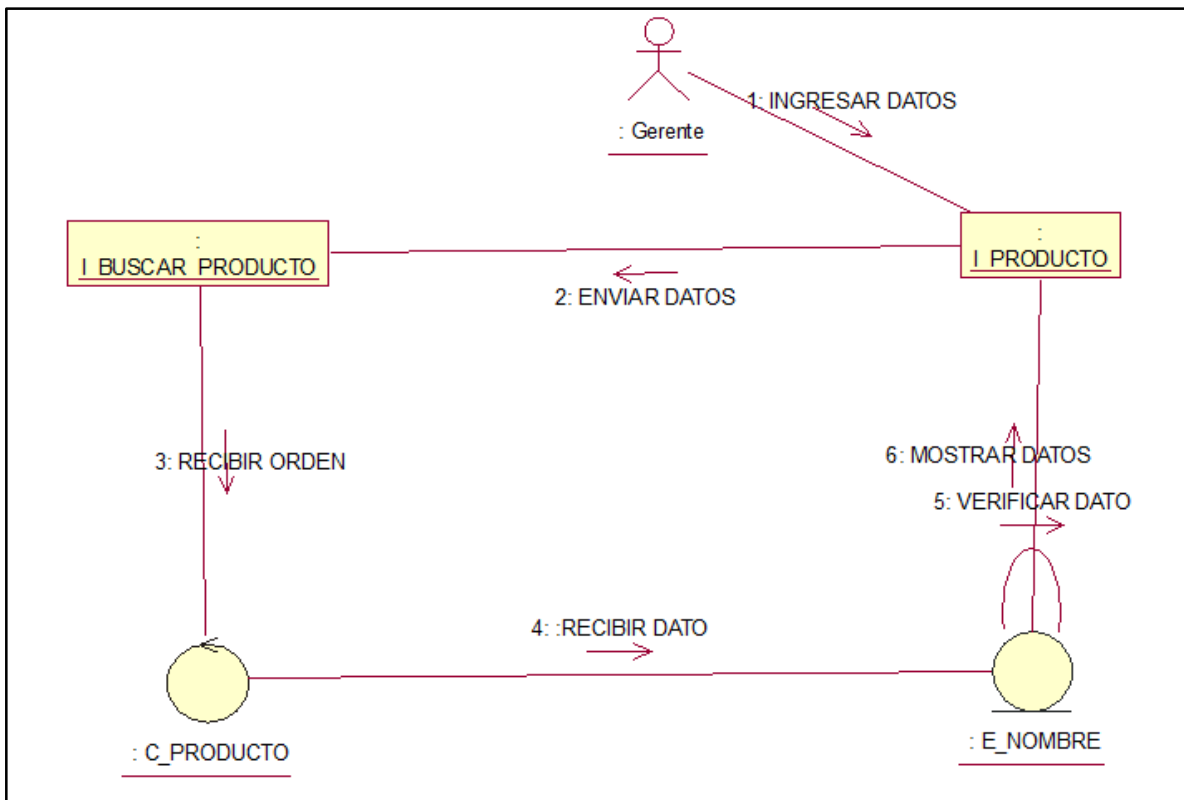 1: INGRESAR DATOS
: Gerente
:
I_BUSCAR_PRODUCTO
:
I_PRODUCTO
2: ENVIAR DATOS
3: RECIBIR ORDEN
6: MOSTRAR DATOS
5: VERIFICAR DATO
4: :RECIBIR DATO
: C_PRODUCTO
: E_NOMBRE